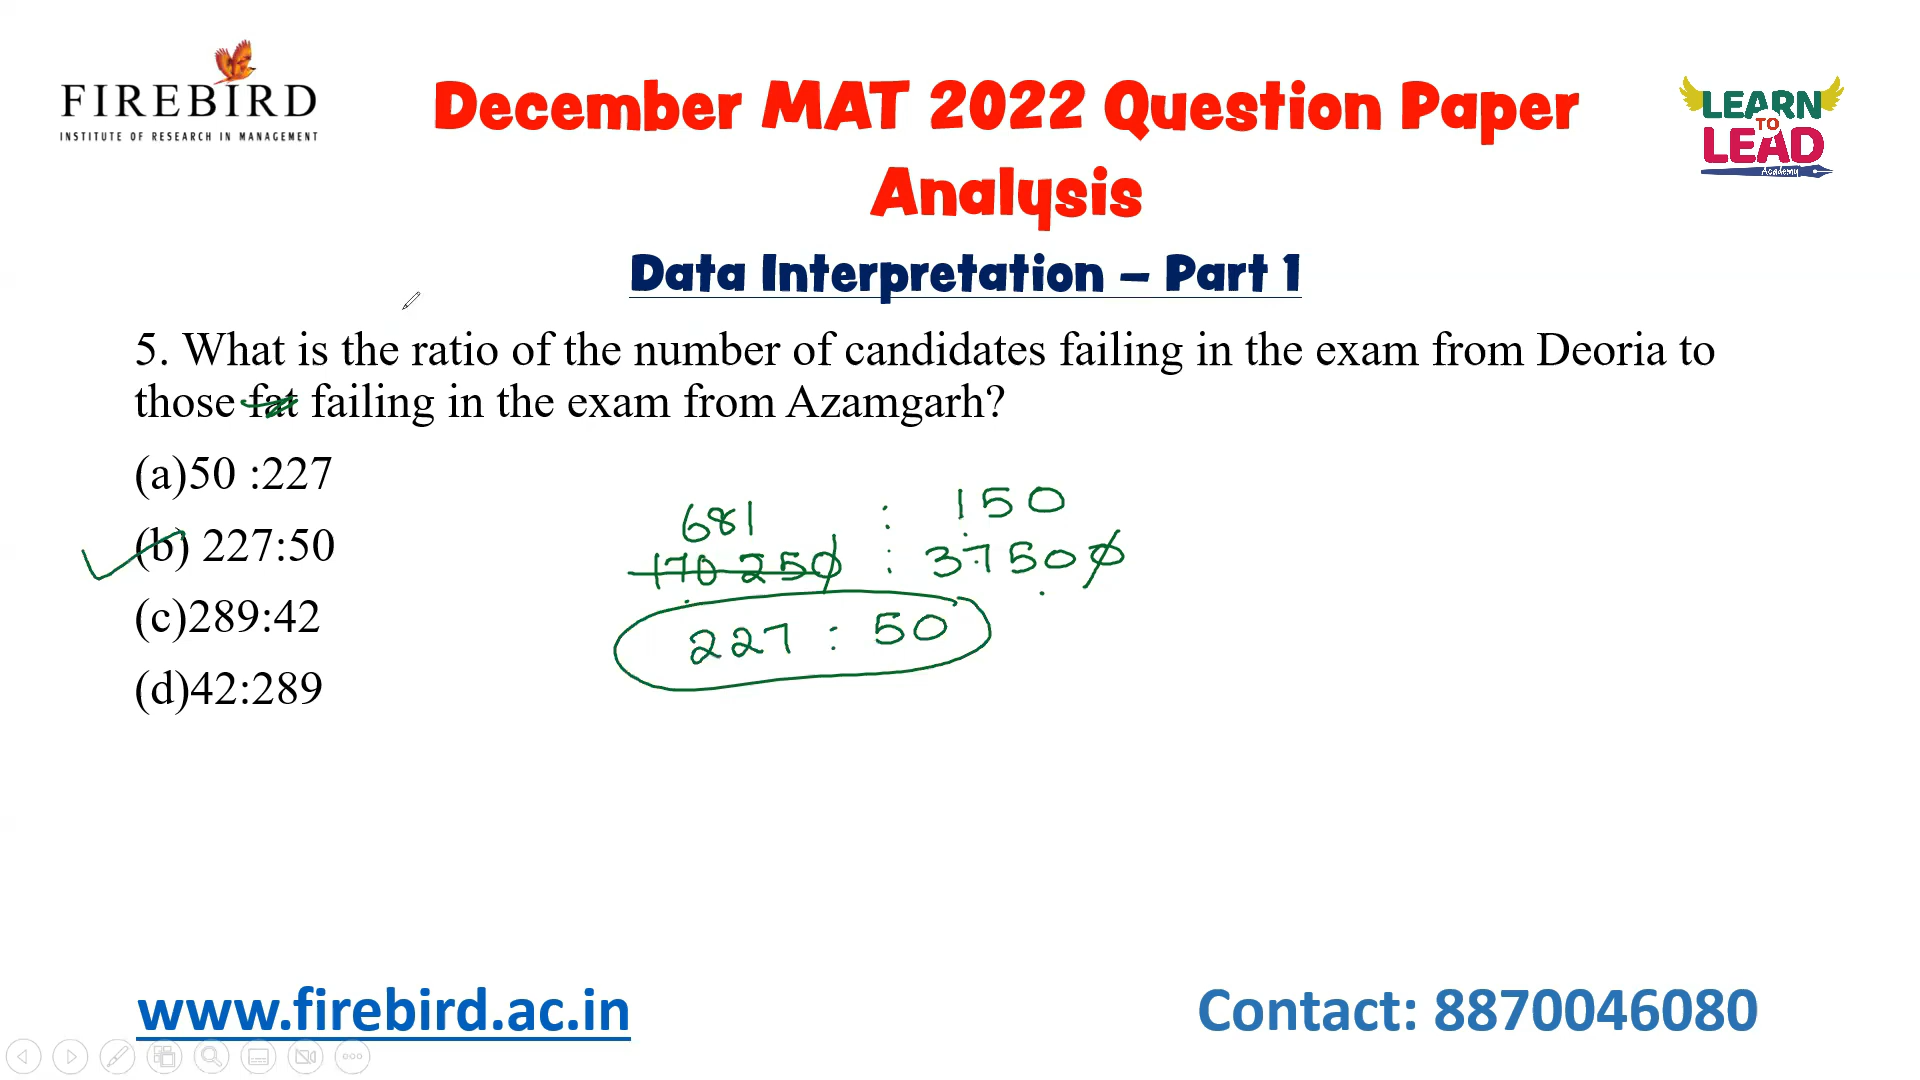 FIREBIRD
INSTITUTE OF RESEARCH IN MANAGEMENT
December MAT 2022 Question Paper
Analysis
LEARN
TO
LEAD
Academy
Data Interpretation – Part 1
5. What is the ratio of the number of candidates failing in the exam from Deoria to
those fat failing in the exam from Azamgarh?
(a)50 :227
(b) 227:50
(c)289:42
(d)42:289
681 : 150
170 250 : 37500
227 : 50
www.firebird.ac.in
Contact: 8870046080